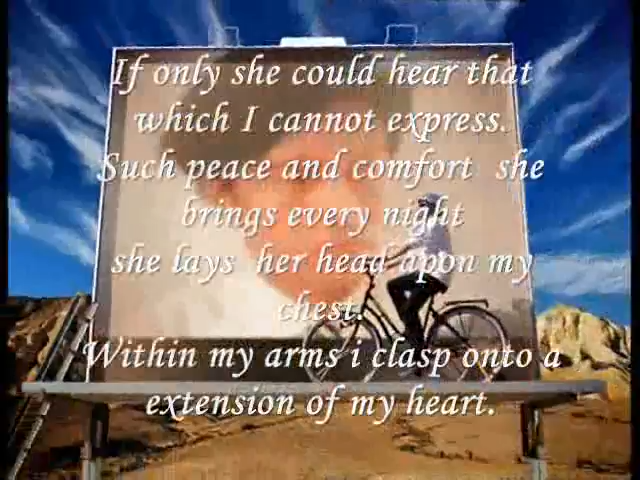 If only she could hear that
which I cannot express.
Such peace and comfort she
brings every night
she lays her head apon my
chest.
Within my arms i clasp onto a
extension of my heart.